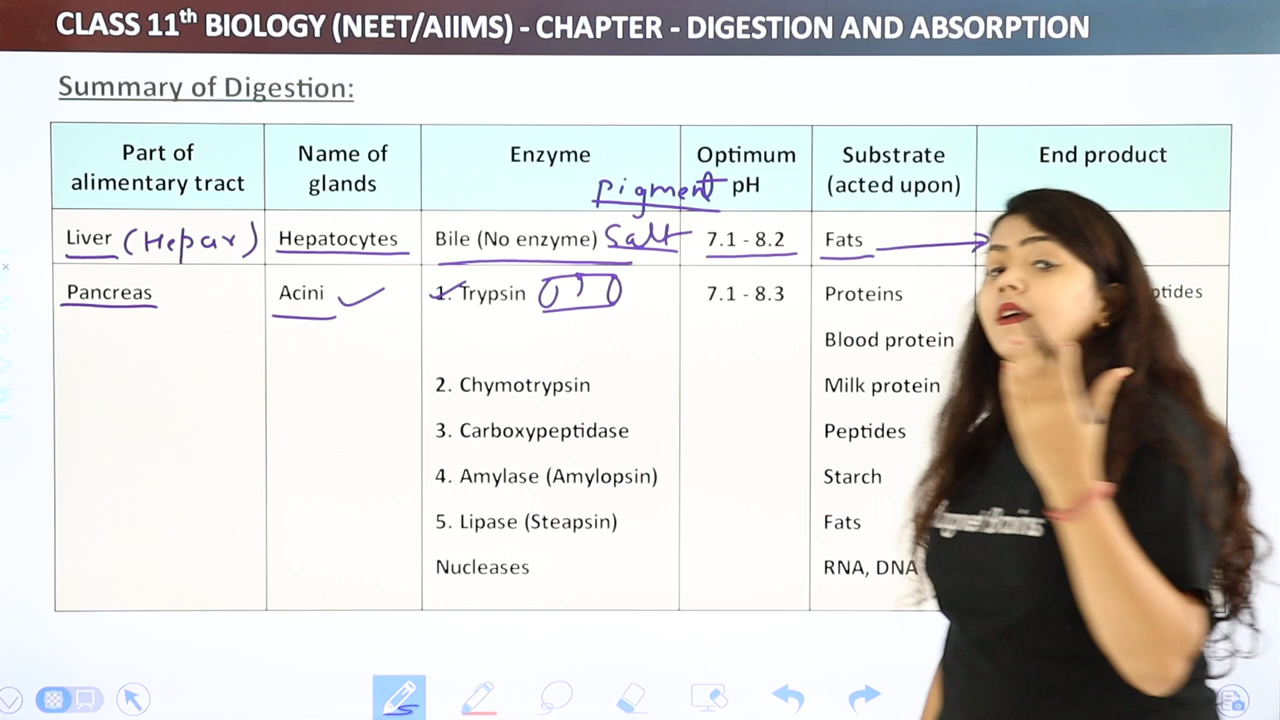 CLASS 11th BIOLOGY (NEET/AIIMS) - CHAPTER - DIGESTION AND ABSORPTION
Summary of Digestion:
Part of alimentary tract
Name of glands
Enzyme
Optimum pH
Substrate (acted upon)
End product
pigment
Liver (Hepar)
Hepatocytes
Bile (No enzyme) Salt
7.1 - 8.2
Fats
Pancreas
Acini
1. Trypsin
7.1 - 8.3
Proteins
Blood protein
2. Chymotrypsin
Milk protein
3. Carboxypeptidase
Peptides
4. Amylase (Amylopsin)
Starch
5. Lipase (Steapsin)
Fats
Nucleases
RNA, DNA